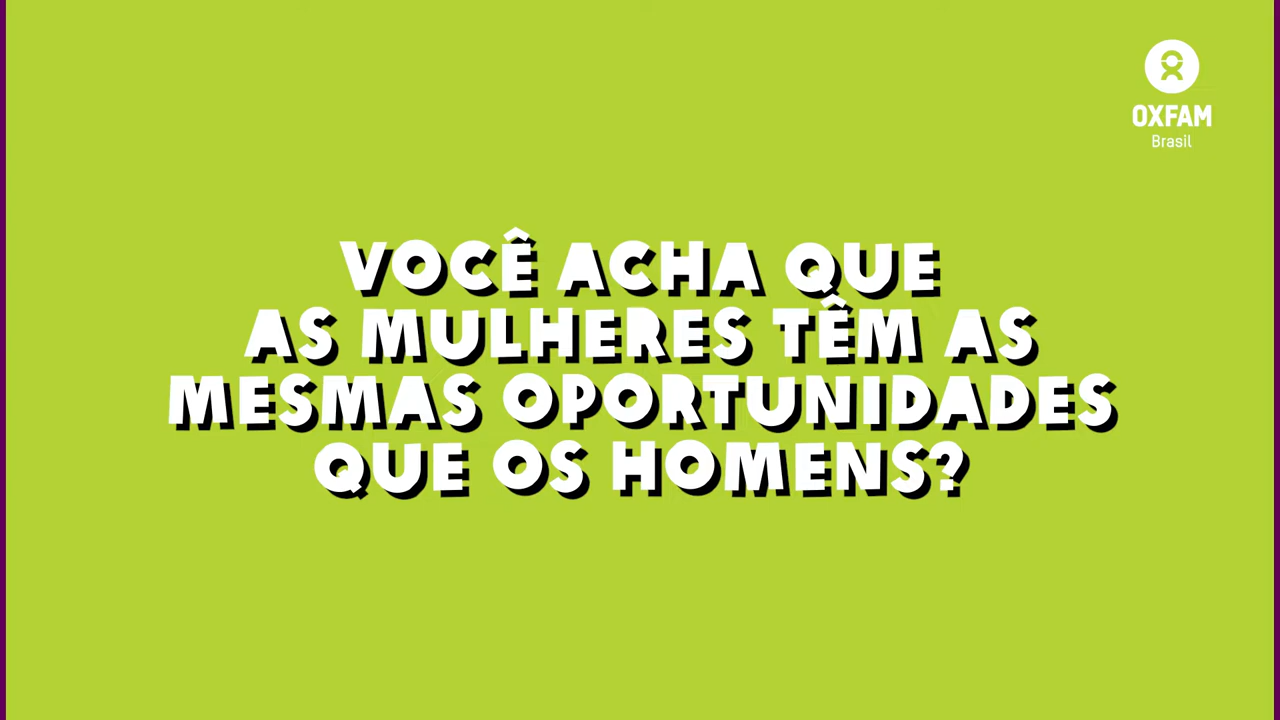 OXFAM
Brasil
VOCÊ ACHA QUE
AS MULHERES TÊM AS
MESMAS OPORTUNIDADES
QUE OS HOMENS?